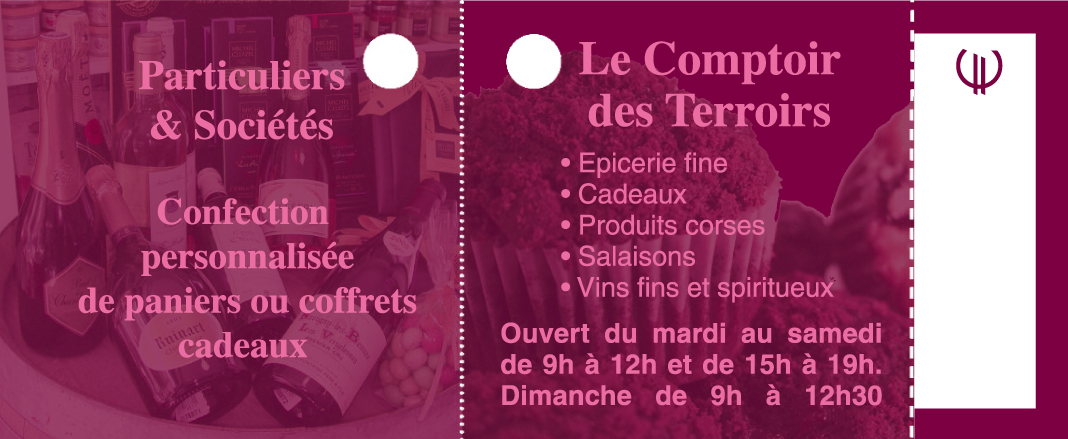 Particuliers
& Sociétés
Confection
personnalisée
de paniers ou coffrets
cadeaux
Ruinart
Le Comptoir
des Terroirs
• Epicerie fine
• Cadeaux
• Produits corses
• Salaisons
• Vins fins et spiritueux
Ouvert du mardi au samedi
de 9h à 12h et de 15h à 19h.
Dimanche de 9h à 12h30